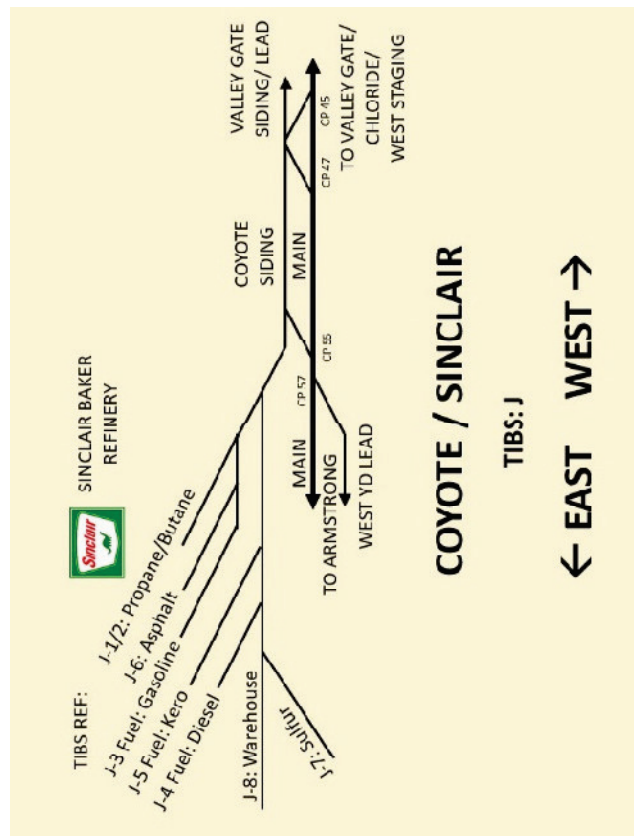 SINCLAIR BAKER
REFINERY
Sinclair
TIBS REF:
J-1/2: Propane/Butane
J-6: Asphalt
J-3 Fuel: Gasoline
J-5 Fuel: Kero
J-4 Fuel: Diesel
J-8: Warehouse
J-7: Sulfur
COYOTE
SIDING
VALLEY GATE
SIDING/ LEAD
MAIN
MAIN
CP 57
CP 55
CP 47
CP 45
TO ARMSTRONG
WEST YD LEAD
TO VALLEY GATE/
CHLORIDE/
WEST STAGING
COYOTE / SINCLAIR
TIBS: J
← EAST WEST →